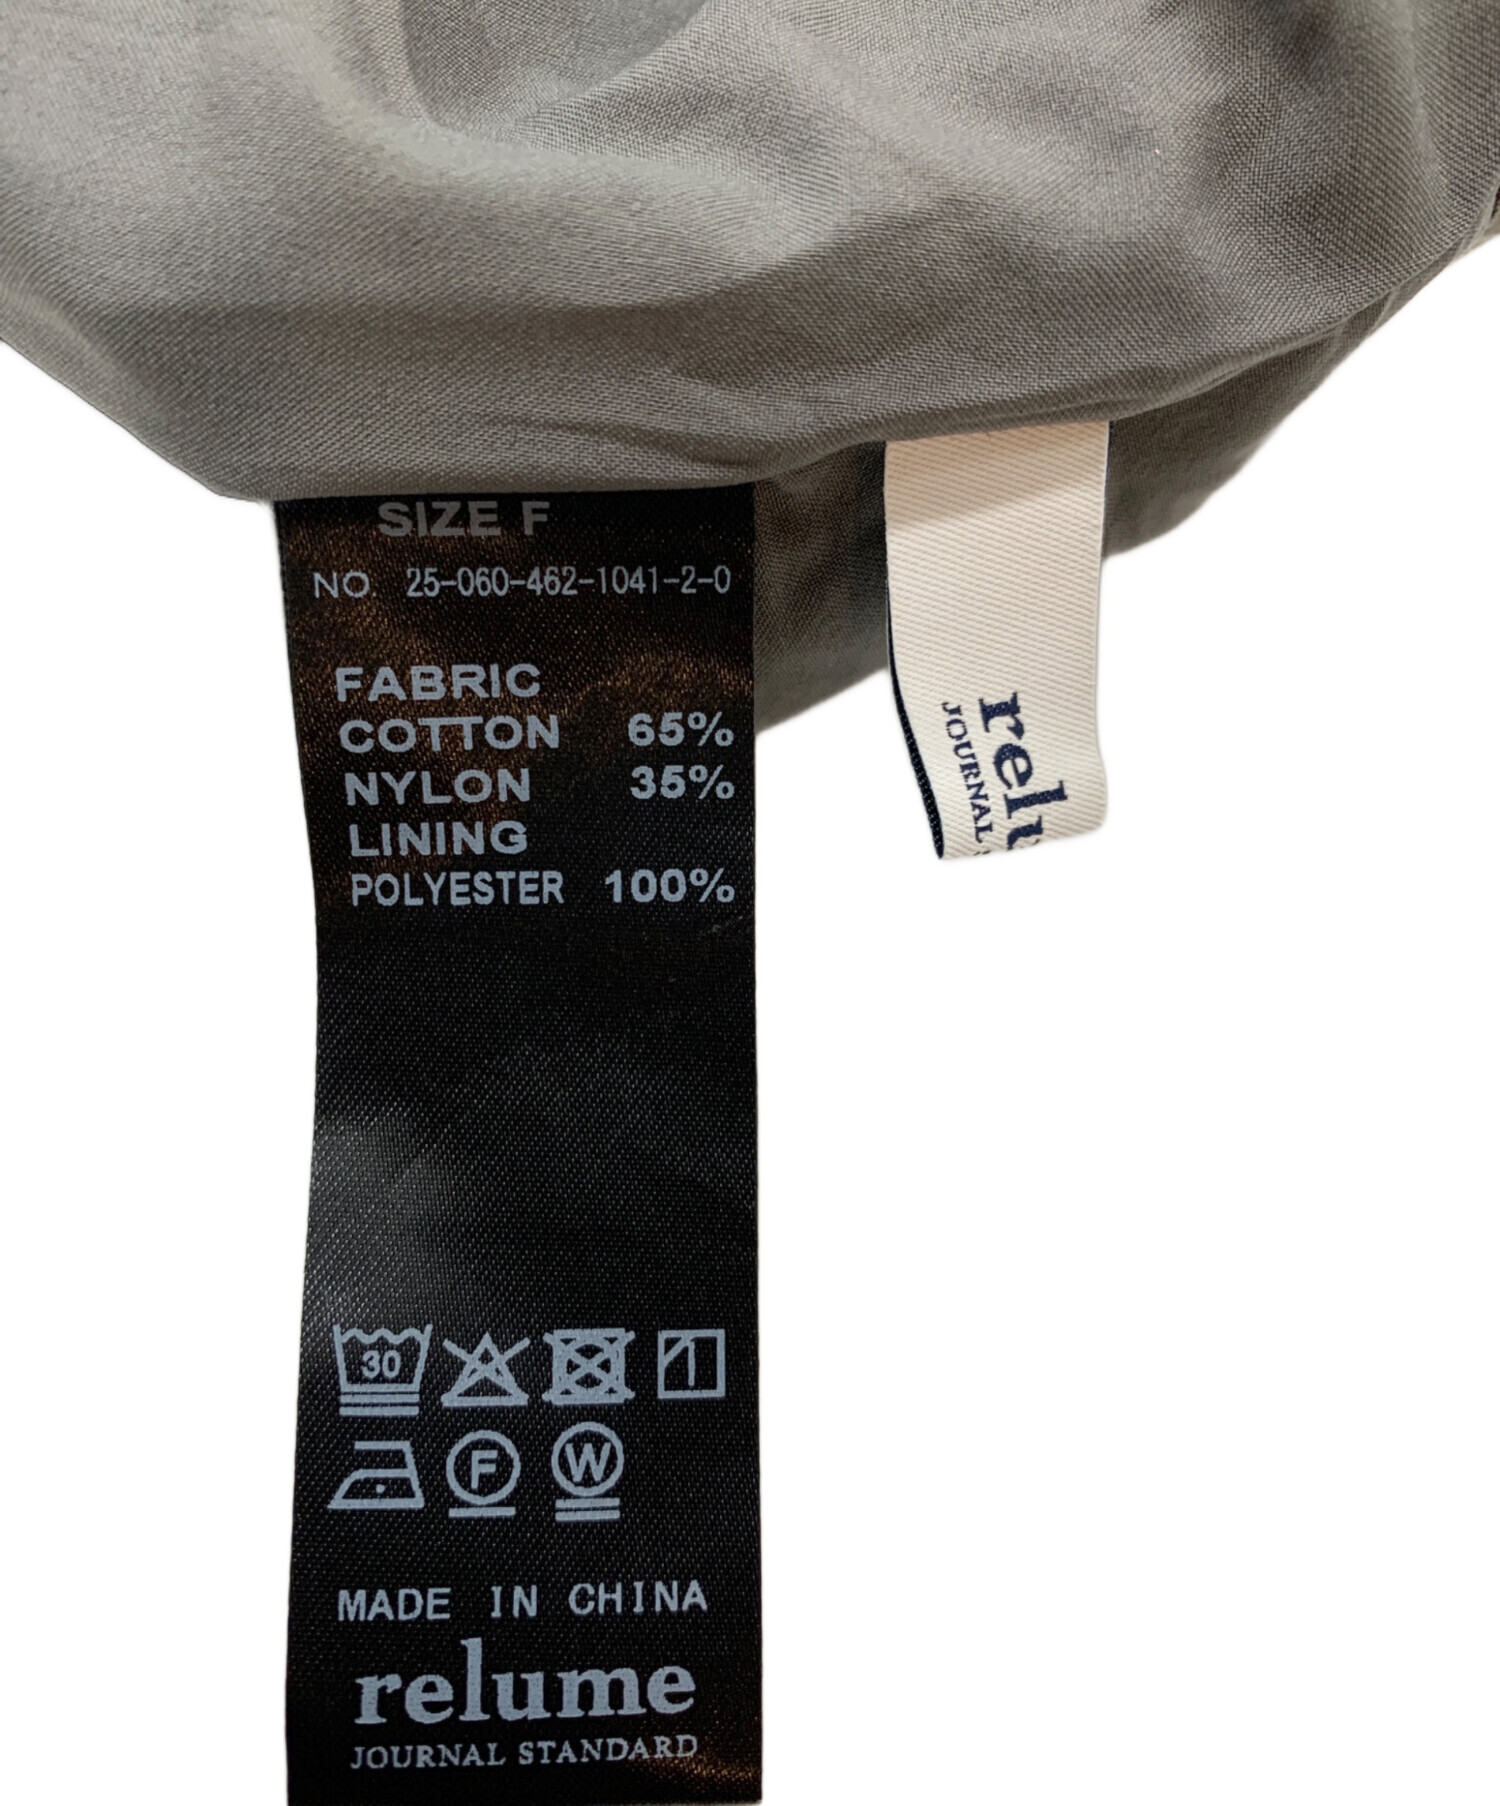 SIZE F
NO. 25-060-462-1041-2-0
FABRIC
COTTON 65%
NYLON 35%
LINING
POLYESTER 100%
30
F
W
MADE IN CHINA
relume
JOURNAL STANDARD
relu
JOURNAL